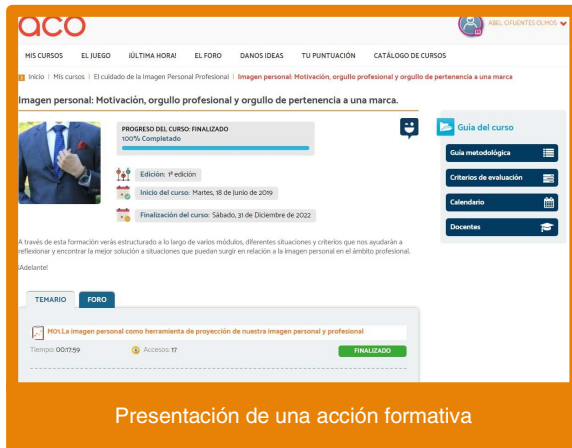 aco
ABEL CIFUENTES OLMOS
MIS CURSOS EL JUEGO ¡ÚLTIMA HORA! EL FORO DANOS IDEAS TU PUNTUACIÓN CATÁLOGO DE CURSOS
Inicio | Mis cursos | El cuidado de la Imagen Personal Profesional | Imagen personal: Motivación, orgullo profesional y orgullo de pertenencia a una marca
Imagen personal: Motivación, orgullo profesional y orgullo de pertenencia a una marca.
PROGRESO DEL CURSO: FINALIZADO
100% Completado
Edición: 1ª edición
Inicio del curso: Martes, 18 de Junio de 2019
Finalización del curso: Sábado, 31 de Diciembre de 2022
Guía del curso
Guía metodológica
Criterios de evaluación
Calendario
Docentes
A través de esta formación verás estructurado a lo largo de varios módulos, diferentes situaciones y criterios que nos ayudarán a
reflexionar y encontrar la mejor solución a situaciones que puedan surgir en relación a la imagen personal en el ámbito profesional.
¡Adelante!
TEMARIO FORO
M01.La imagen personal como herramienta de proyección de nuestra imagen personal y profesional
Tiempo: 00:17:59 Accesos: 17 FINALIZADO
Presentación de una acción formativa